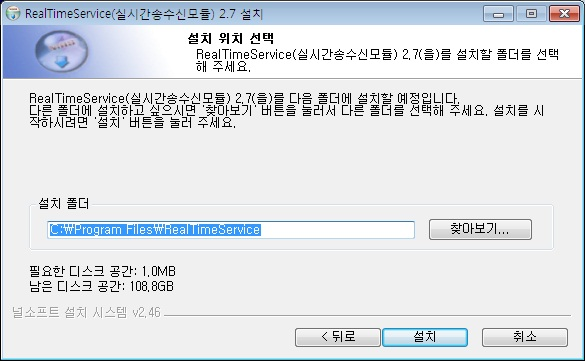 RealTimeService(실시간송수신모듈) 2.7 설치
설치 위치 선택
RealTimeService(실시간송수신모듈) 2.7(을)를 설치할 폴더를 선택
해 주세요.
RealTimeService(실시간송수신모듈) 2.7(을)를 다음 폴더에 설치할 예정입니다.
다른 폴더에 설치하고 싶으시면 '찾아보기' 버튼을 눌러서 다른 폴더를 선택해 주세요. 설치를 시
작하시려면 '설치' 버튼을 눌러 주세요.
설치 폴더
C:₩Program Files₩RealTimeService
찾아보기...
필요한 디스크 공간: 1.0MB
남은 디스크 공간: 108.8GB
널소프트 설치 시스템 v2.46
< 뒤로
설치
취소